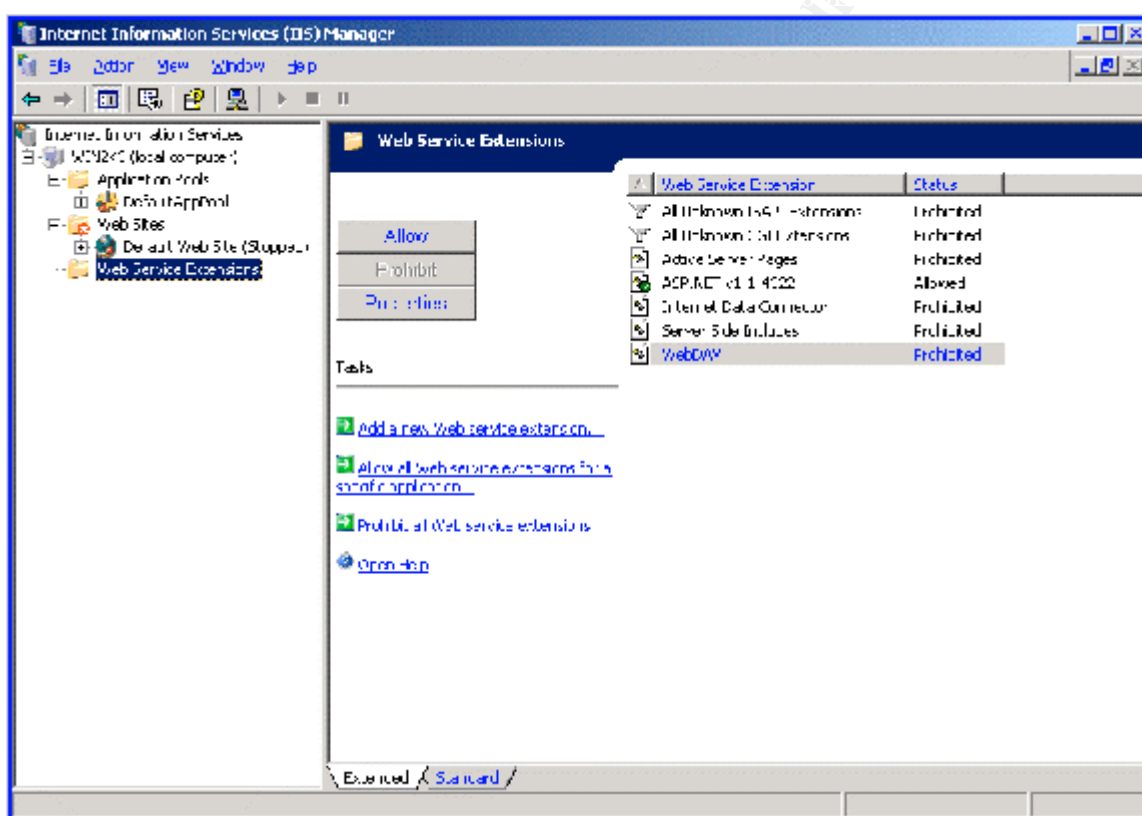 Internet Information Services (IIS) Manager
File Action View Window Help
Internet Information Services
(local computer)
Application Pools
DefaultAppPool
Web Sites
Default Web Site (Stopped)
Web Service Extensions
Web Service Extensions
Allow
Prohibit
Properties
Tasks
Add a new Web service extension...
Allow all Web service extensions for a
specific application...
Prohibit all Web service extensions
Open Help
Web Service Extension Status
All Unknown ISAPI Extensions Prohibited
All Unknown CGI Extensions Prohibited
Active Server Pages Prohibited
ASP.NET v1.1.4322 Allowed
Internet Data Connector Prohibited
Server Side Includes Prohibited
WebDAV Prohibited
Extended Standard